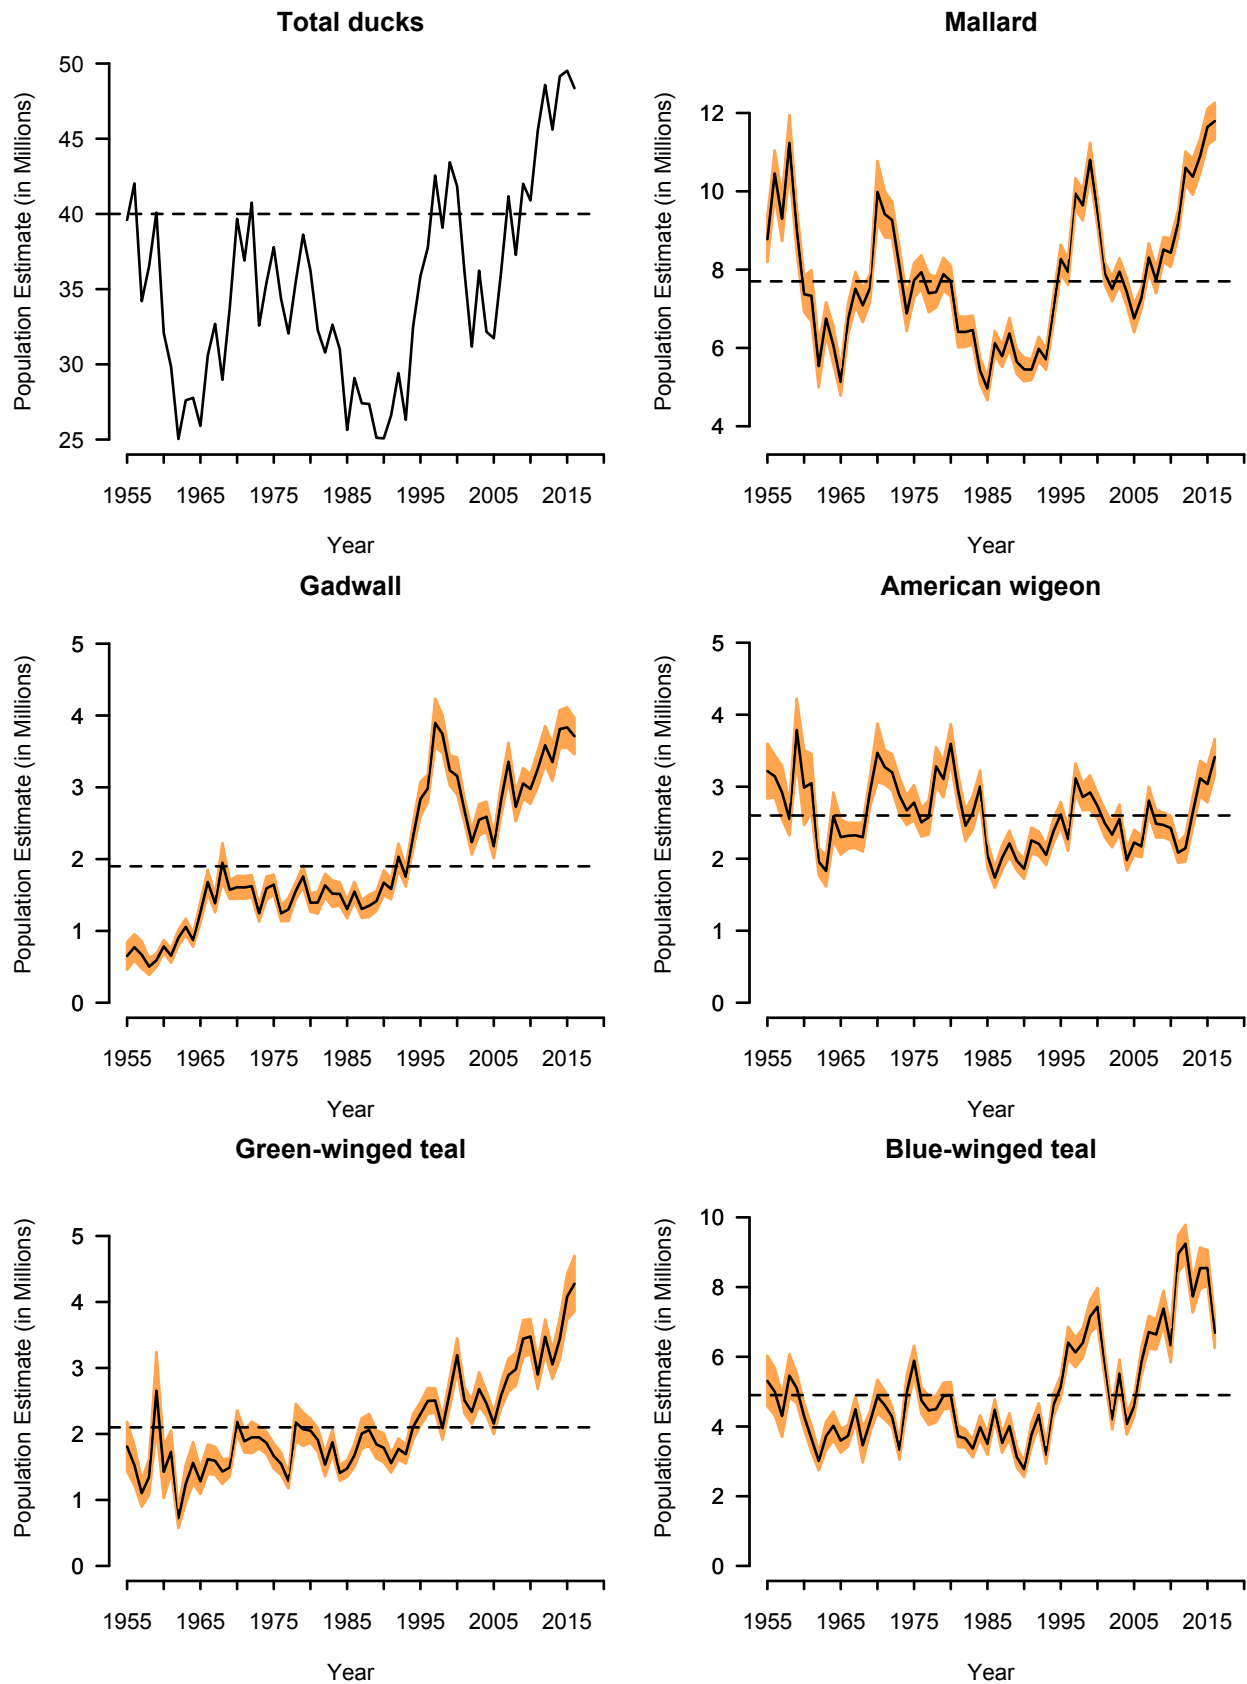 Total ducks
Population Estimate (in Millions)
50
45
40
35
30
25
1955 1965 1975 1985 1995 2005 2015
Year
Mallard
Population Estimate (in Millions)
12
10
8
6
4
1955 1965 1975 1985 1995 2005 2015
Year
Gadwall
Population Estimate (in Millions)
5
4
3
2
1
0
1955 1965 1975 1985 1995 2005 2015
Year
American wigeon
Population Estimate (in Millions)
5
4
3
2
1
0
1955 1965 1975 1985 1995 2005 2015
Year
Green-winged teal
Population Estimate (in Millions)
5
4
3
2
1
0
1955 1965 1975 1985 1995 2005 2015
Year
Blue-winged teal
Population Estimate (in Millions)
10
8
6
4
2
0
1955 1965 1975 1985 1995 2005 2015
Year